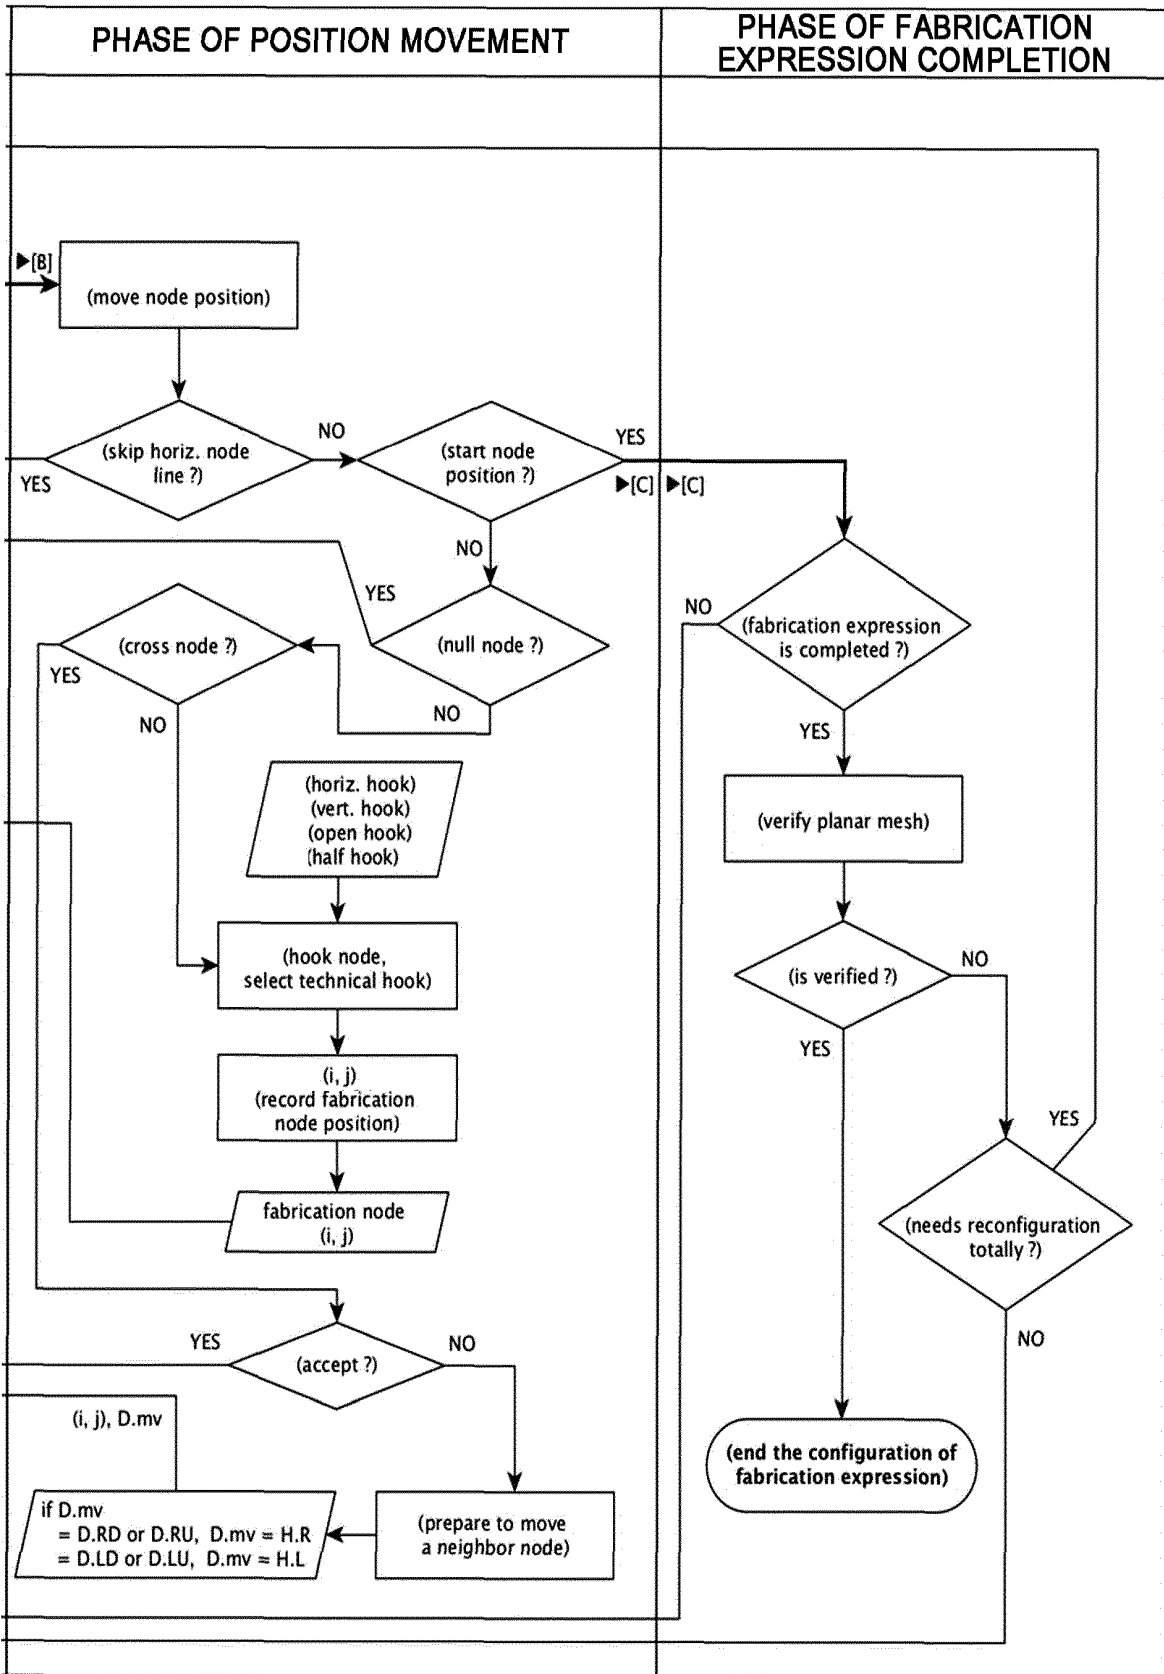 PHASE OF POSITION MOVEMENT
PHASE OF FABRICATION
EXPRESSION COMPLETION
▶[B]
(move node position)
(skip horiz. node
line ?)
YES
NO
(start node
position ?)
YES
▶[C]
▶[C]
NO
(null node ?)
YES
NO
(cross node ?)
YES
NO
(horiz. hook)
(vert. hook)
(open hook)
(half hook)
(hook node,
select technical hook)
(i, j)
(record fabrication
node position)
fabrication node
(i, j)
YES
(accept ?)
NO
(i, j), D.mv
if D.mv
= D.RD or D.RU, D.mv = H.R
= D.LD or D.LU, D.mv = H.L
(prepare to move
a neighbor node)
NO
(fabrication expression
is completed ?)
YES
(verify planar mesh)
(is verified ?)
NO
YES
YES
(needs reconfiguration
totally ?)
NO
(end the configuration of
fabrication expression)